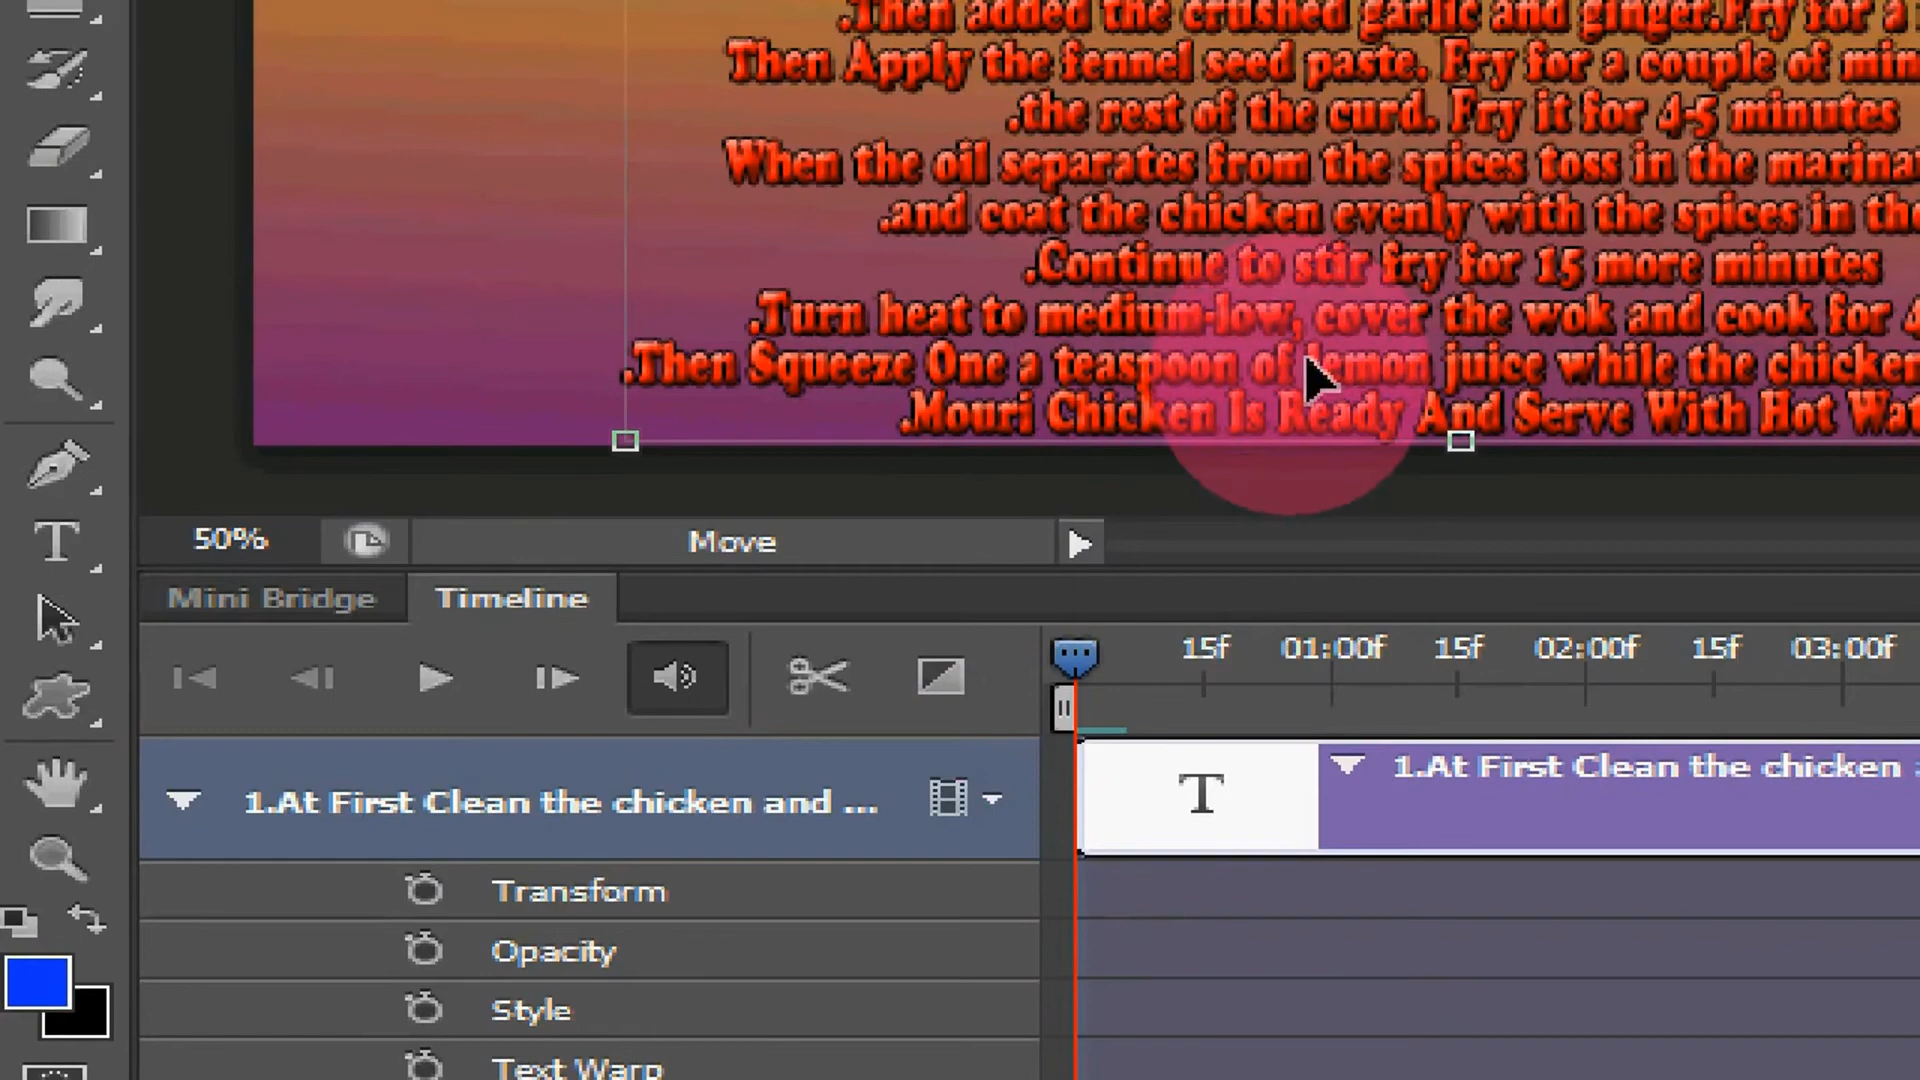 .Then added the crushed garlic and ginger.Fry for a
Then Apply the fennel seed paste. Fry for a couple of min
.the rest of the curd. Fry it for 4-5 minutes
When the oil separates from the spices toss in the marina
.and coat the chicken evenly with the spices in the
.Continue to stir fry for 15 more minutes
.Turn heat to medium-low, cover the wok and cook for 4
.Then Squeeze One a teaspoon of lemon juice while the chicken
.Mouri Chicken Is Ready And Serve With Hot Wat
50%
Move
Mini Bridge
Timeline
15f 01:00f 15f 02:00f 15f 03:00f
1.At First Clean the chicken and ...
T
1.At First Clean the chicken
Transform
Opacity
Style
Text Warp